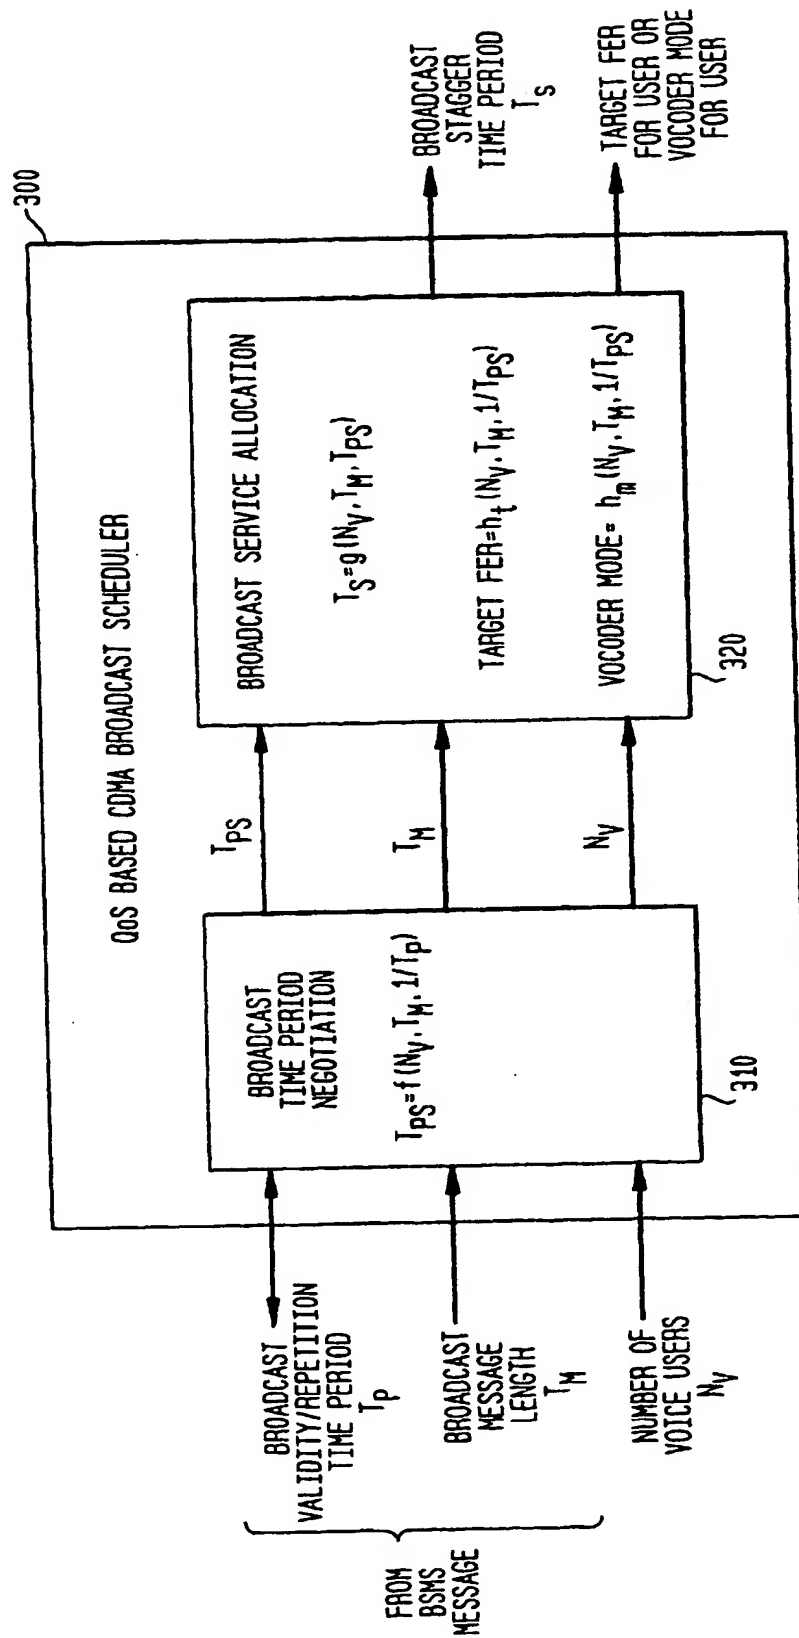 300
QoS BASED CDMA BROADCAST SCHEDULER
FROM
BSMS
MESSAGE
BROADCAST
VALIDITY/REPETITION
TIME PERIOD
TP
BROADCAST
MESSAGE
LENGTH
TM
NUMBER OF
VOICE USERS
NV
BROADCAST
TIME PERIOD
NEGOTIATION
TPS=f(NV,TM,1/TP)
310
TPS
TM
NV
BROADCAST SERVICE ALLOCATION
TS=g(NV,TM,TPS)
TARGET FER=ht(NV,TM,1/TPS)
VOCODER MODE= hm(NV,TM,1/TPS)
320
BROADCAST
STAGGER
TIME PERIOD
TS
TARGET FER
FOR USER OR
VOCODER MODE
FOR USER